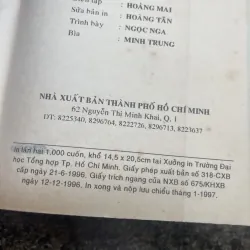 : HOÀNG MAI
Sửa bản in : HOÀNG TÂN
Trình bày : NGỌC NGA
Bìa : MINH TRUNG
NHÀ XUẤT BẢN THÀNH PHỐ HỒ CHÍ MINH
62 Nguyễn Thị Minh Khai, Q. 1
ĐT: 8225340, 8296764, 8222726, 8296713, 8223637
in lần hai 1.000 cuốn, khổ 14,5 x 20,5cm tại Xưởng in Trường Đại
học Tổng hợp Tp. Hồ Chí Minh. Giấy phép xuất bản số 318-CXB
cấp ngày 21-6-1996. Giấy trích ngang của NXB số 675/KHXB
ngày 12-12-1996. In xong và nộp lưu chiểu tháng 1-1997.